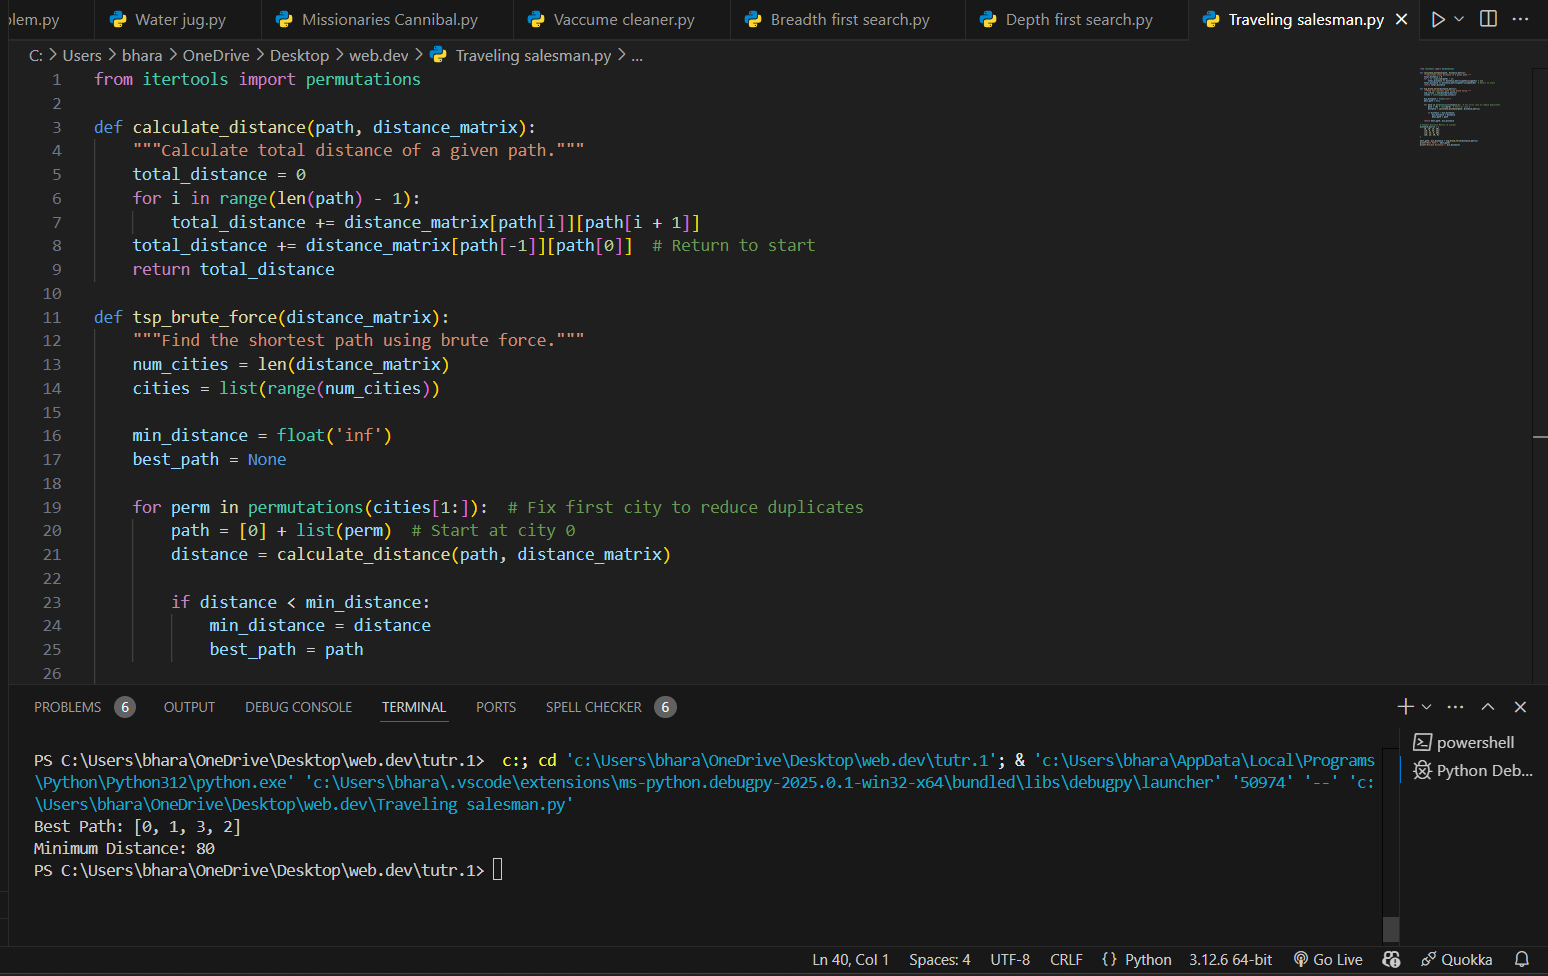 olem.py Water jug.py Missionaries Cannibal.py Vaccume cleaner.py Breadth first search.py Depth first search.py Traveling salesman.py
C: > Users > bhara > OneDrive > Desktop > web.dev > Traveling salesman.py > ...
1 from itertools import permutations
2
3 def calculate_distance(path, distance_matrix):
4     """Calculate total distance of a given path."""
5     total_distance = 0
6     for i in range(len(path) - 1):
7         total_distance += distance_matrix[path[i]][path[i + 1]]
8     total_distance += distance_matrix[path[-1]][path[0]]  # Return to start
9     return total_distance
10
11 def tsp_brute_force(distance_matrix):
12     """Find the shortest path using brute force."""
13     num_cities = len(distance_matrix)
14     cities = list(range(num_cities))
15
16     min_distance = float('inf')
17     best_path = None
18
19     for perm in permutations(cities[1:]):  # Fix first city to reduce duplicates
20         path = [0] + list(perm)  # Start at city 0
21         distance = calculate_distance(path, distance_matrix)
22
23         if distance < min_distance:
24             min_distance = distance
25             best_path = path
26
PROBLEMS 6 OUTPUT DEBUG CONSOLE TERMINAL PORTS SPELL CHECKER 6
powershell
Python Deb...
PS C:\Users\bhara\OneDrive\Desktop\web.dev\tutr.1>  c:; cd 'c:\Users\bhara\OneDrive\Desktop\web.dev\tutr.1'; & 'c:\Users\bhara\AppData\Local\Programs
\Python\Python312\python.exe' 'c:\Users\bhara\.vscode\extensions\ms-python.debugpy-2025.0.1-win32-x64\bundled\libs\debugpy\launcher' '50974' '--' 'c:
\Users\bhara\OneDrive\Desktop\web.dev\Traveling salesman.py'
Best Path: [0, 1, 3, 2]
Minimum Distance: 80
PS C:\Users\bhara\OneDrive\Desktop\web.dev\tutr.1>
Ln 40, Col 1 Spaces: 4 UTF-8 CRLF {} Python 3.12.6 64-bit Go Live Quokka